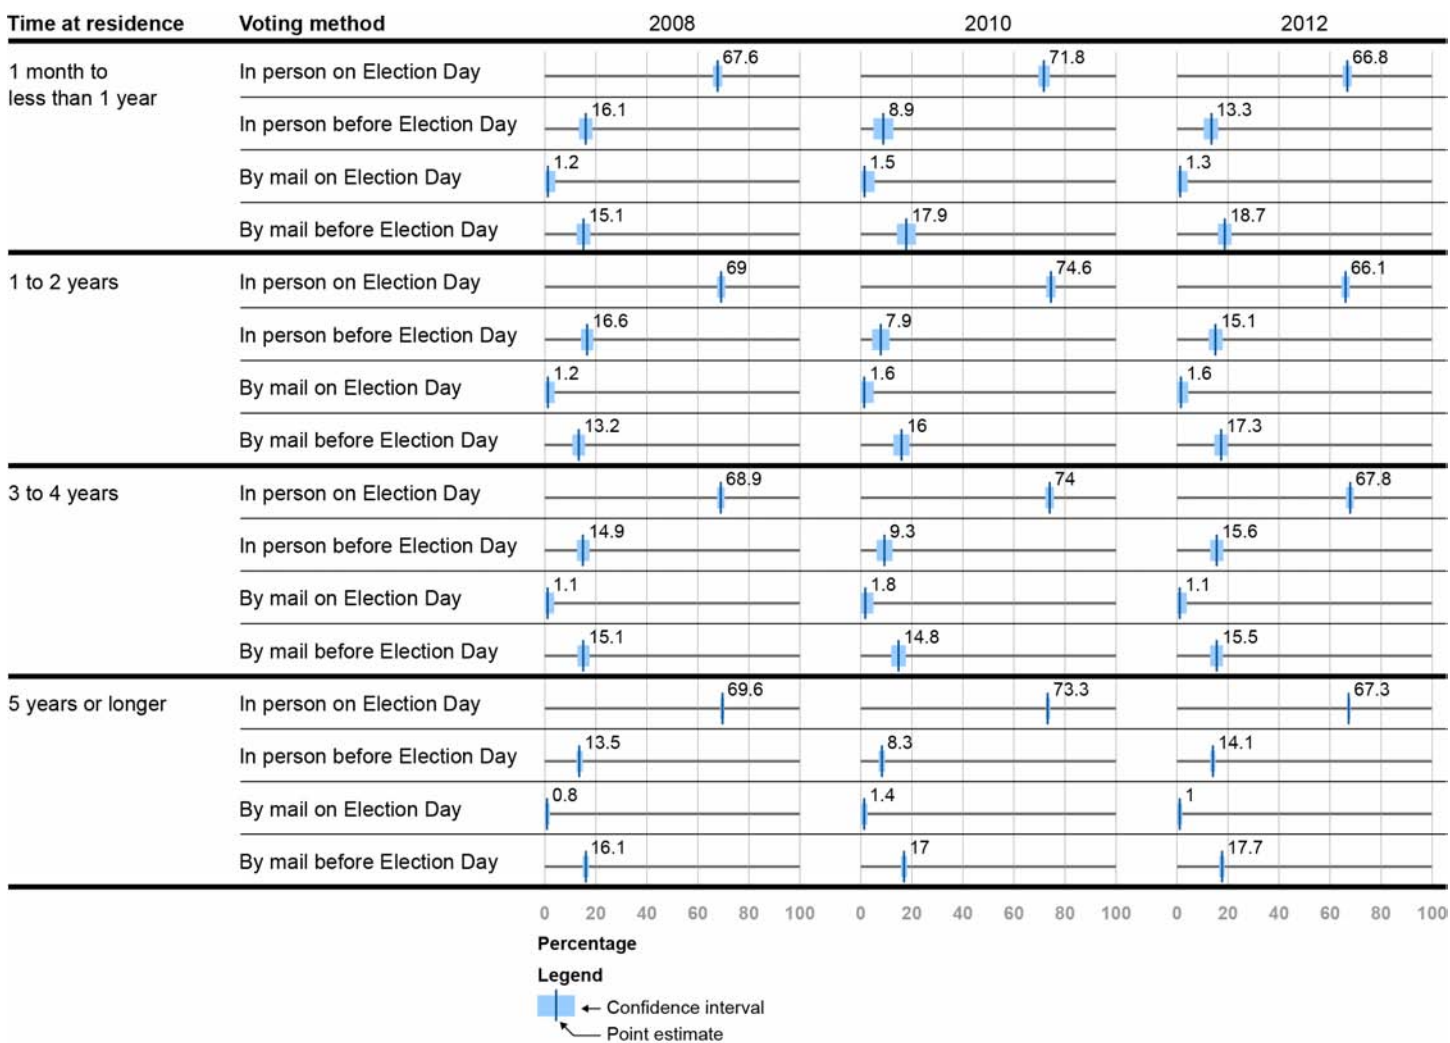 Time at residence Voting method 2008 2010 2012
1 month to
less than 1 year
In person on Election Day 67.6 71.8 66.8
In person before Election Day 16.1 8.9 13.3
By mail on Election Day 1.2 1.5 1.3
By mail before Election Day 15.1 17.9 18.7
1 to 2 years In person on Election Day 69 74.6 66.1
In person before Election Day 16.6 7.9 15.1
By mail on Election Day 1.2 1.6 1.6
By mail before Election Day 13.2 16 17.3
3 to 4 years In person on Election Day 68.9 74 67.8
In person before Election Day 14.9 9.3 15.6
By mail on Election Day 1.1 1.8 1.1
By mail before Election Day 15.1 14.8 15.5
5 years or longer In person on Election Day 69.6 73.3 67.3
In person before Election Day 13.5 8.3 14.1
By mail on Election Day 0.8 1.4 1
By mail before Election Day 16.1 17 17.7
0 20 40 60 80 100 0 20 40 60 80 100 0 20 40 60 80 100
Percentage
Legend
Confidence interval
Point estimate